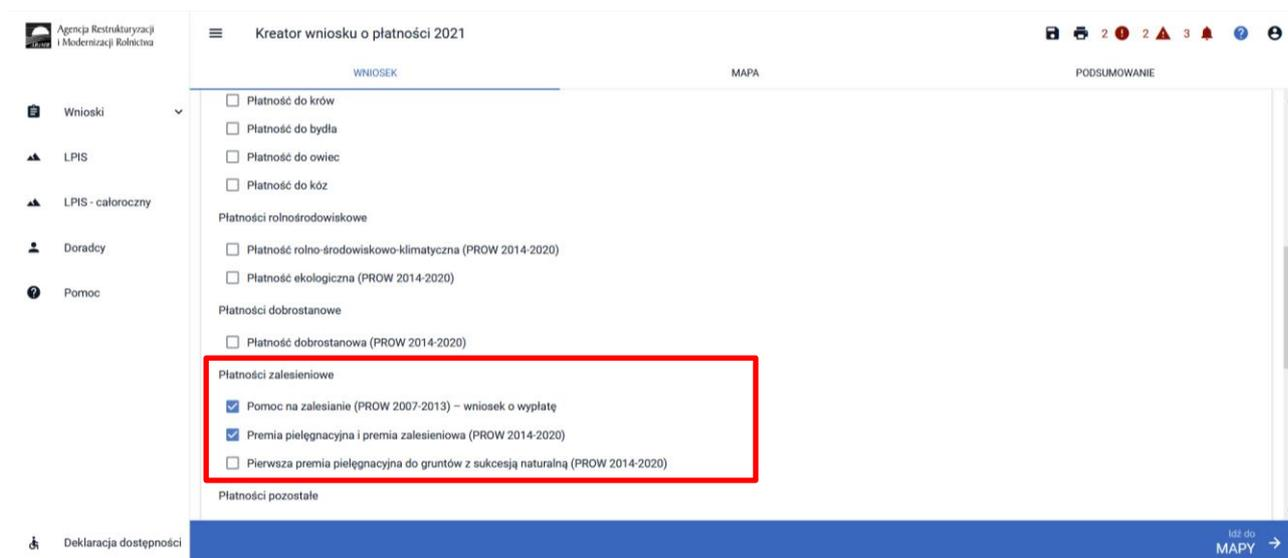 Agencja Restrukturyzacji
i Modernizacji Rolnictwa
Kreator wniosku o płatności 2021
2 2 3
WNIOSEK
MAPA
PODSUMOWANIE
Wnioski
LPIS
LPIS - całoroczny
Doradcy
Pomoc
Płatność do krów
Płatność do bydła
Płatność do owiec
Płatność do kóz
Płatności rolnośrodowiskowe
Płatność rolno-środowiskowo-klimatyczna (PROW 2014-2020)
Płatność ekologiczna (PROW 2014-2020)
Płatności dobrostanowe
Płatność dobrostanowa (PROW 2014-2020)
Płatności zalesieniowe
Pomoc na zalesianie (PROW 2007-2013) – wniosek o wypłatę
Premia pielęgnacyjna i premia zalesieniowa (PROW 2014-2020)
Pierwsza premia pielęgnacyjna do gruntów z sukcesją naturalną (PROW 2014-2020)
Płatności pozostałe
Deklaracja dostępności
Idź do
MAPY